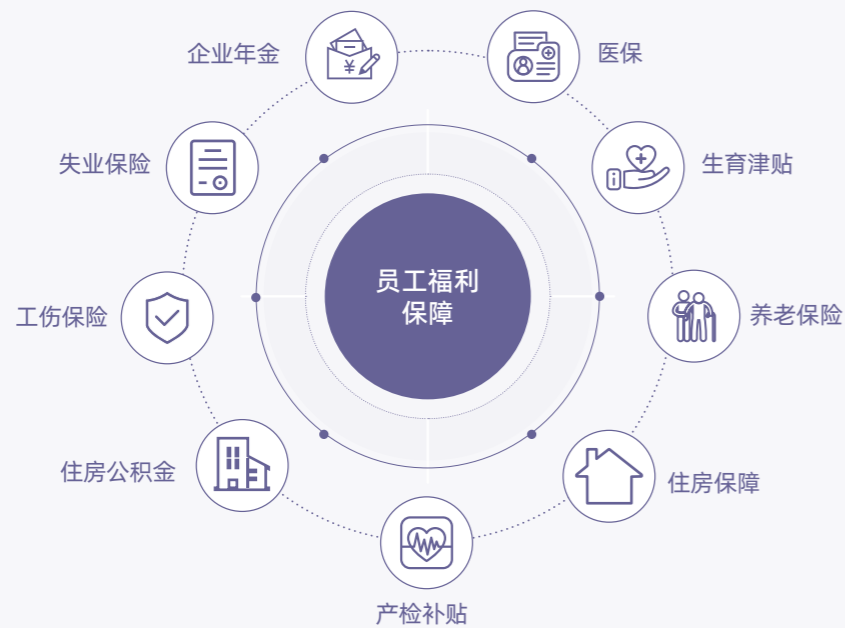 企业年金
医保
失业保险
生育津贴
员工福利
保障
工伤保险
养老保险
住房公积金
住房保障
产检补贴